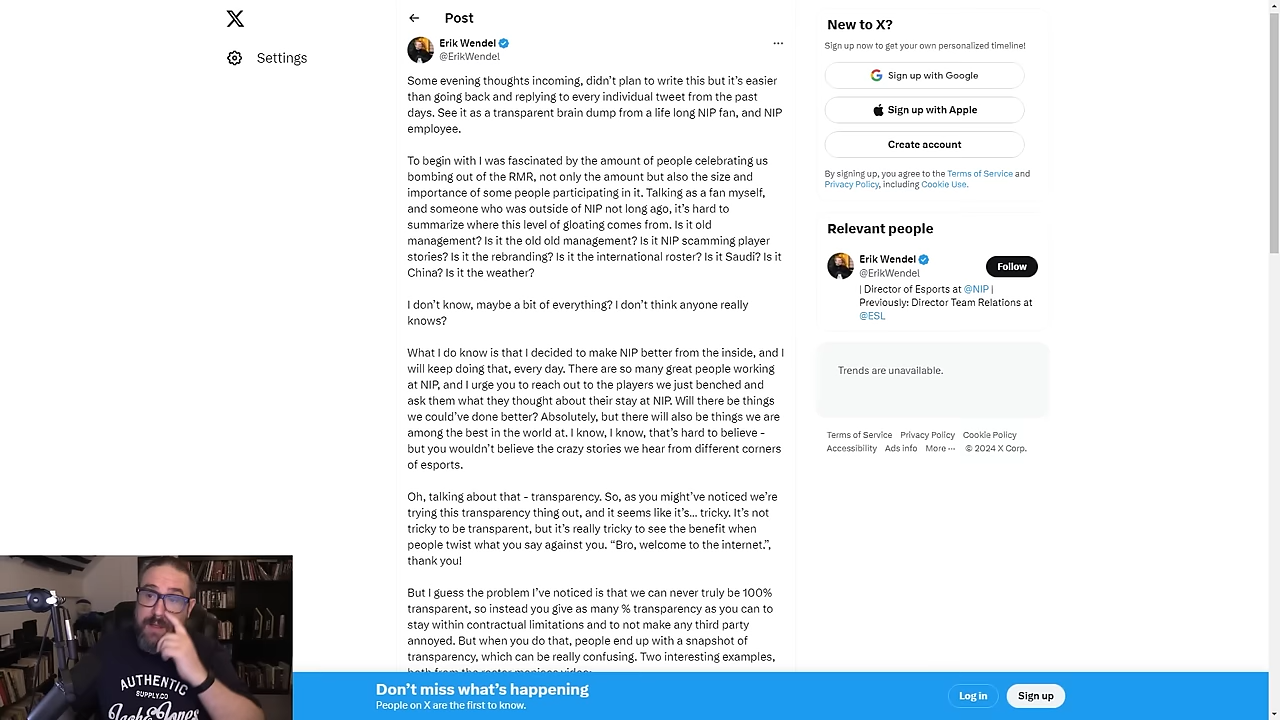 Settings
Post
Erik Wendel
@ErikWendel
Some evening thoughts incoming, didn't plan to write this but it's easier
than going back and replying to every individual tweet from the past
days. See it as a transparent brain dump from a life long NIP fan, and NIP
employee.
To begin with I was fascinated by the amount of people celebrating us
bombing out of the RMR, not only the amount but also the size and
importance of some people participating in it. Talking as a fan myself,
and someone who was outside of NIP not long ago, it's hard to
summarize where this level of gloating comes from. Is it old
management? Is it the old old management? Is it NIP scamming player
stories? Is it the rebranding? Is it the international roster? Is it Saudi? Is it
China? Is it the weather?
I don't know, maybe a bit of everything? I don't think anyone really
knows?
What I do know is that I decided to make NIP better from the inside, and I
will keep doing that, every day. There are so many great people working
at NIP, and I urge you to reach out to the players we just benched and
ask them what they thought about their stay at NIP. Will there be things
we could've done better? Absolutely, but there will also be things we are
among the best in the world at. I know, I know, that's hard to believe -
but you wouldn't believe the crazy stories we hear from different corners
of esports.
Oh, talking about that - transparency. So, as you might've noticed we're
trying this transparency thing out, and it seems like it's... tricky. It's not
tricky to be transparent, but it's really tricky to see the benefit when
people twist what you say against you. "Bro, welcome to the internet.",
thank you!
But I guess the problem I've noticed is that we can never truly be 100%
transparent, so instead you give as many % transparency as you can to
stay within contractual limitations and to not make any third party
annoyed. But when you do that, people end up with a snapshot of
transparency, which can be really confusing. Two interesting examples,
New to X?
Sign up now to get your own personalized timeline!
Sign up with Google
Sign up with Apple
Create account
By signing up, you agree to the Terms of Service and
Privacy Policy, including Cookie Use.
Relevant people
Erik Wendel
@ErikWendel
Follow
| Director of Esports at @NIP |
Previously: Director Team Relations at
@ESL
Trends are unavailable.
Terms of Service Privacy Policy Cookie Policy
Accessibility Ads info More ··· © 2024 X Corp.
AUTHENTIC
SUPPLY.CO
Jack & Jones
Don't miss what's happening
People on X are the first to know.
Log in
Sign up